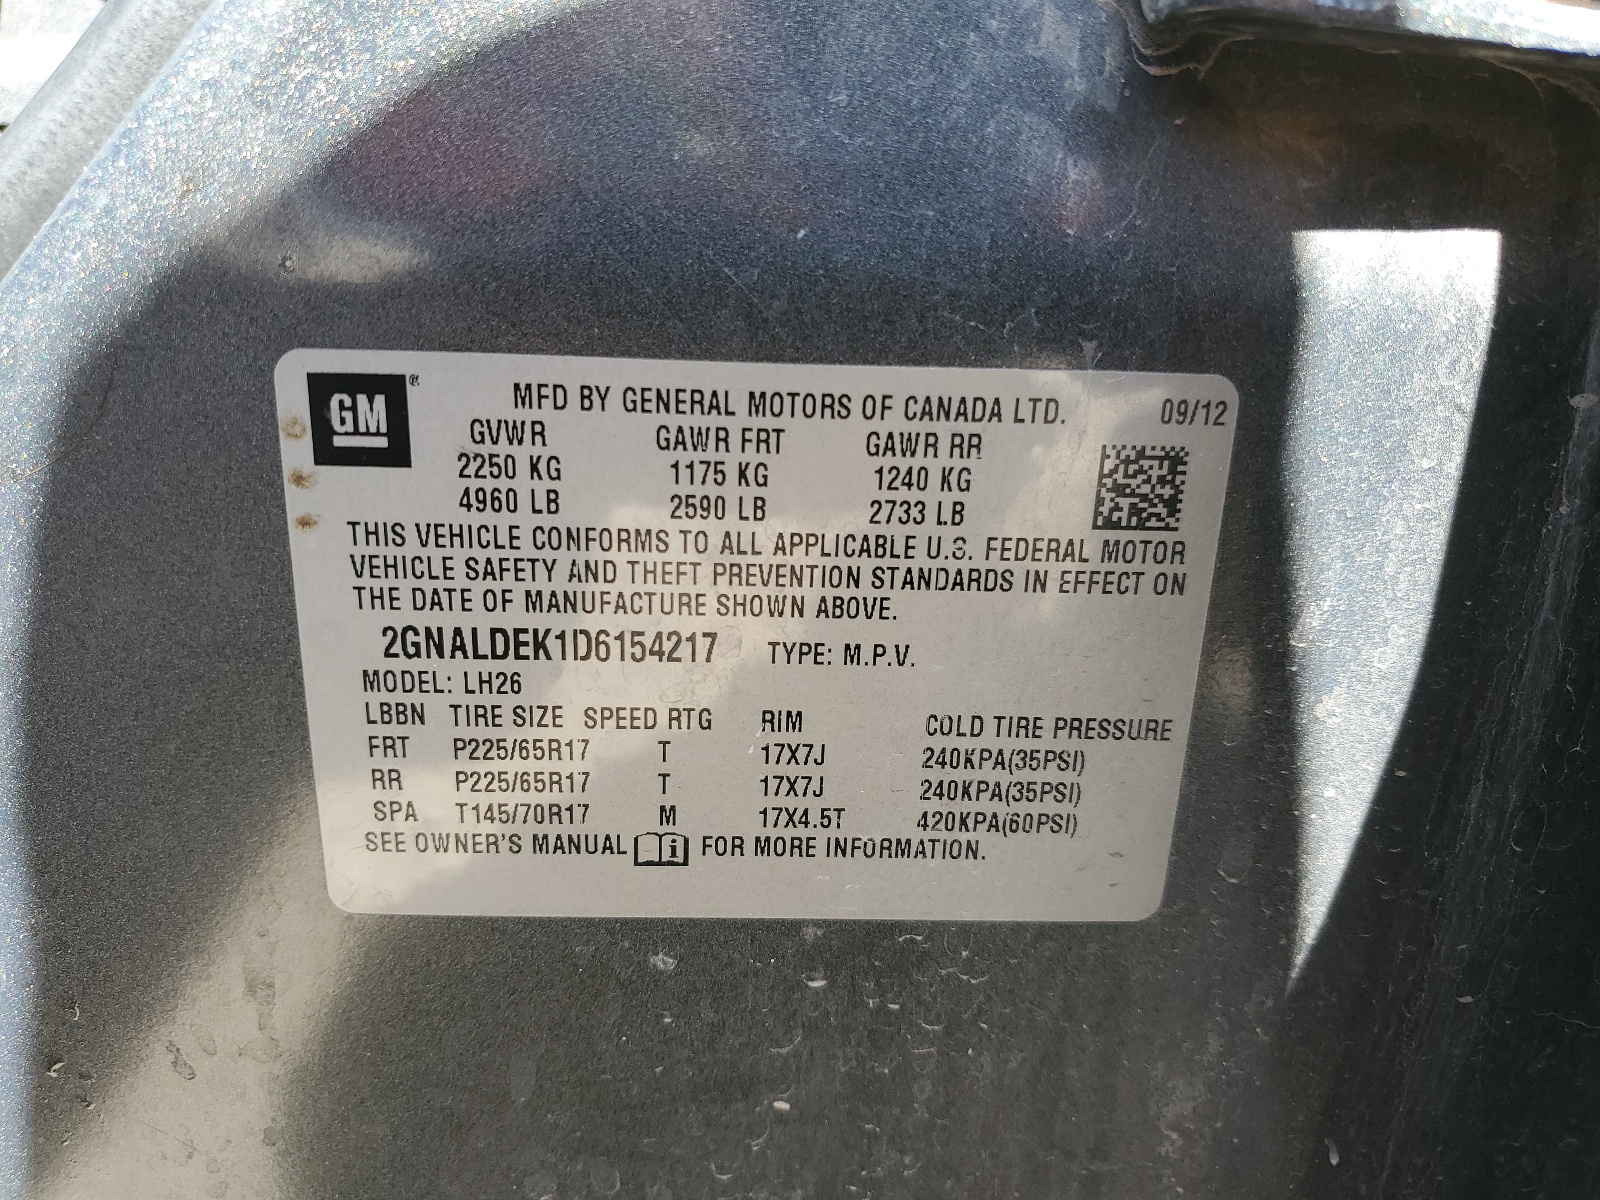 GM ®
MFD BY GENERAL MOTORS OF CANADA LTD. 09/12
GVWR GAWR FRT GAWR RR
2250 KG 1175 KG 1240 KG
4960 LB 2590 LB 2733 LB
THIS VEHICLE CONFORMS TO ALL APPLICABLE U.S. FEDERAL MOTOR
VEHICLE SAFETY AND THEFT PREVENTION STANDARDS IN EFFECT ON
THE DATE OF MANUFACTURE SHOWN ABOVE.
2GNALDEK1D6154217 TYPE: M.P.V.
MODEL: LH26
LBBN TIRE SIZE SPEED RTG RIM COLD TIRE PRESSURE
FRT P225/65R17 T 17X7J 240KPA(35PSI)
RR P225/65R17 T 17X7J 240KPA(35PSI)
SPA T145/70R17 M 17X4.5T 420KPA(60PSI)
SEE OWNER'S MANUAL i FOR MORE INFORMATION.